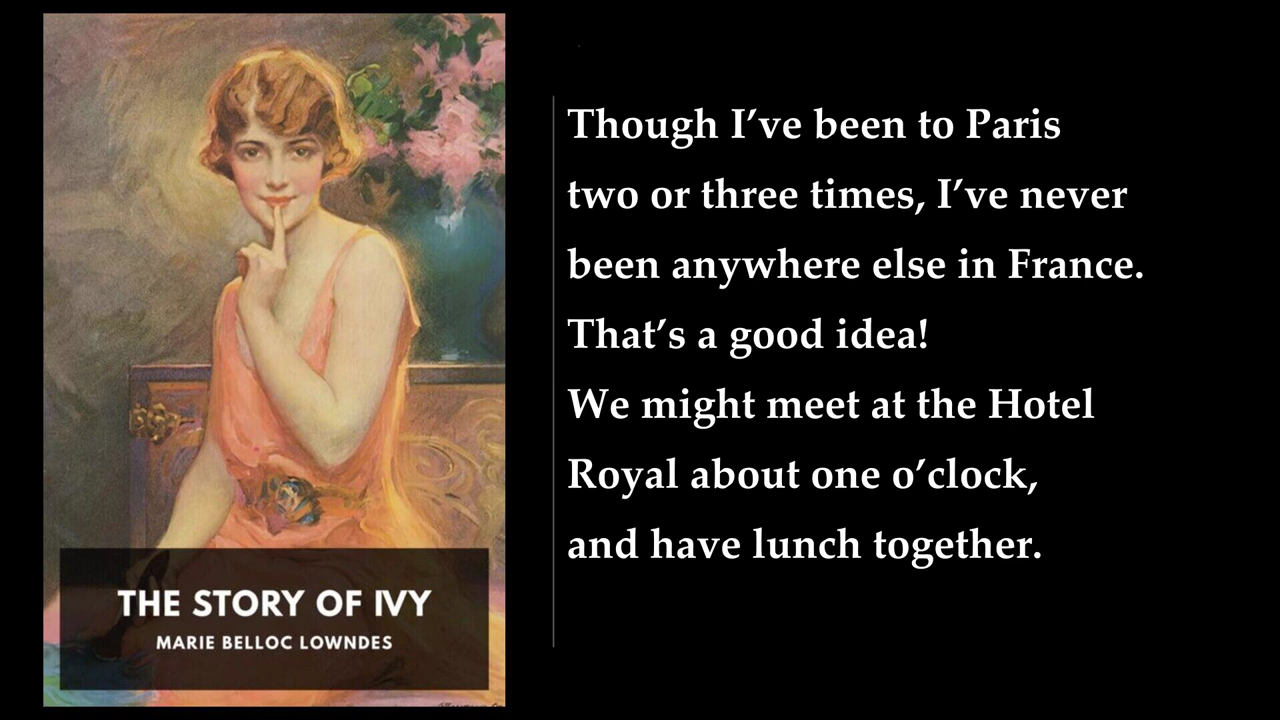 THE STORY OF IVY
MARIE BELLOC LOWNDES
Though I’ve been to Paris
two or three times, I’ve never
been anywhere else in France.
That’s a good idea!
We might meet at the Hotel
Royal about one o’clock,
and have lunch together.